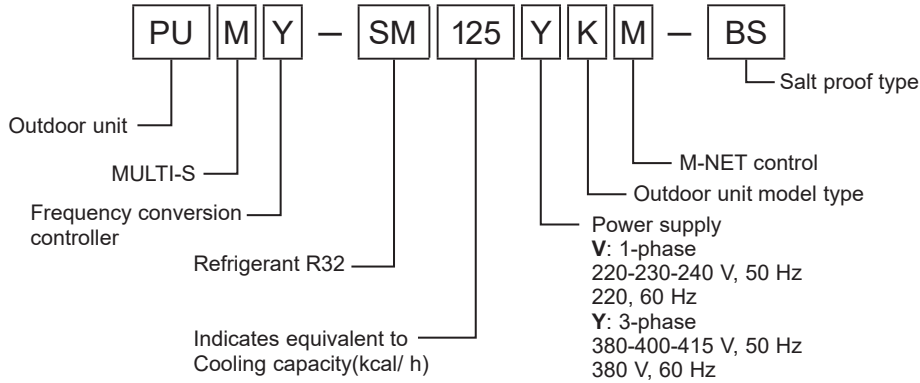 PU M Y – SM 125 Y K M – BS
Salt proof type
Outdoor unit
MULTI-S
M-NET control
Outdoor unit model type
Frequency conversion
controller
Power supply
V: 1-phase
220-230-240 V, 50 Hz
220, 60 Hz
Y: 3-phase
380-400-415 V, 50 Hz
380 V, 60 Hz
Refrigerant R32
Indicates equivalent to
Cooling capacity(kcal/ h)